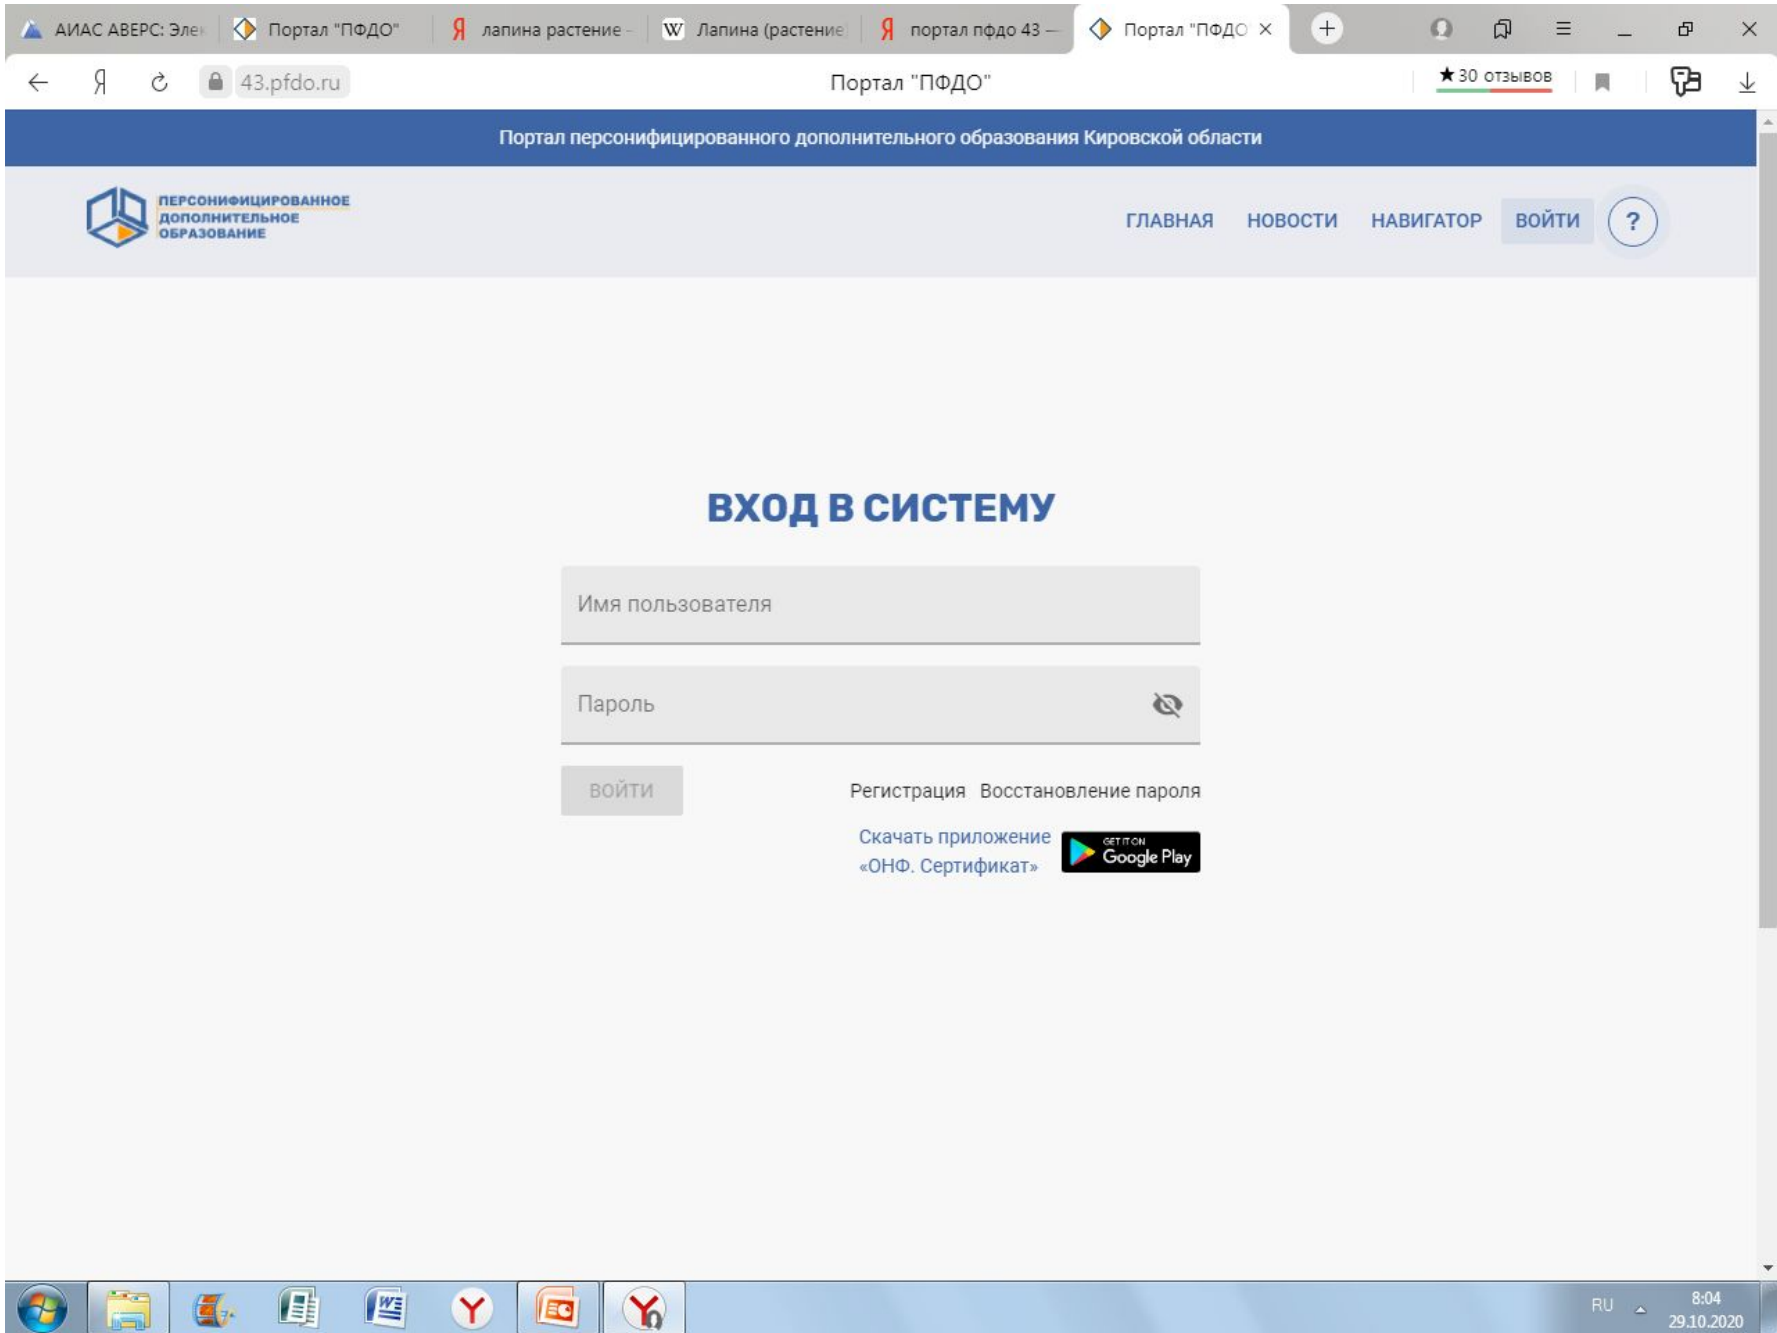 АИАС АВЕРС: Элек
Портал "ПФДО"
лапина растение –
Лапина (растение)
портал пфдо 43 —
Портал "ПФДО
43.pfdo.ru
Портал "ПФДО"
★ 30 отзывов
Портал персонифицированного дополнительного образования Кировской области
ПЕРСОНИФИЦИРОВАННОЕ
ДОПОЛНИТЕЛЬНОЕ
ОБРАЗОВАНИЕ
ГЛАВНАЯ НОВОСТИ НАВИГАТОР ВОЙТИ ?
ВХОД В СИСТЕМУ
Имя пользователя
Пароль
ВОЙТИ
Регистрация Восстановление пароля
Скачать приложение
«ОНФ. Сертификат»
GET IT ON
Google Play
RU
8:04
29.10.2020